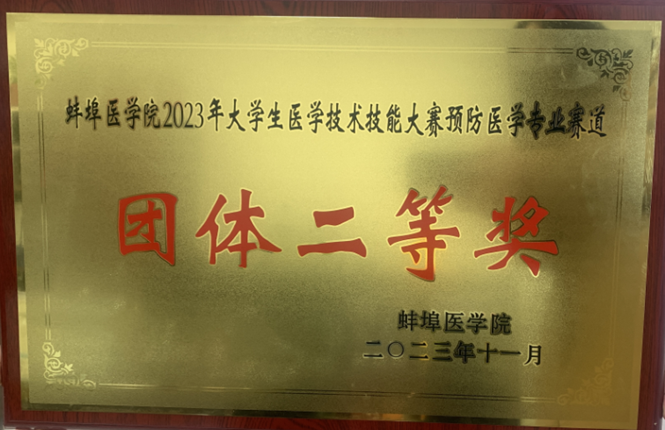 蚌埠医学院2023年大学生医学技术技能大赛预防医学专业赛道
团体二等奖
蚌埠医学院
二〇二三年十一月